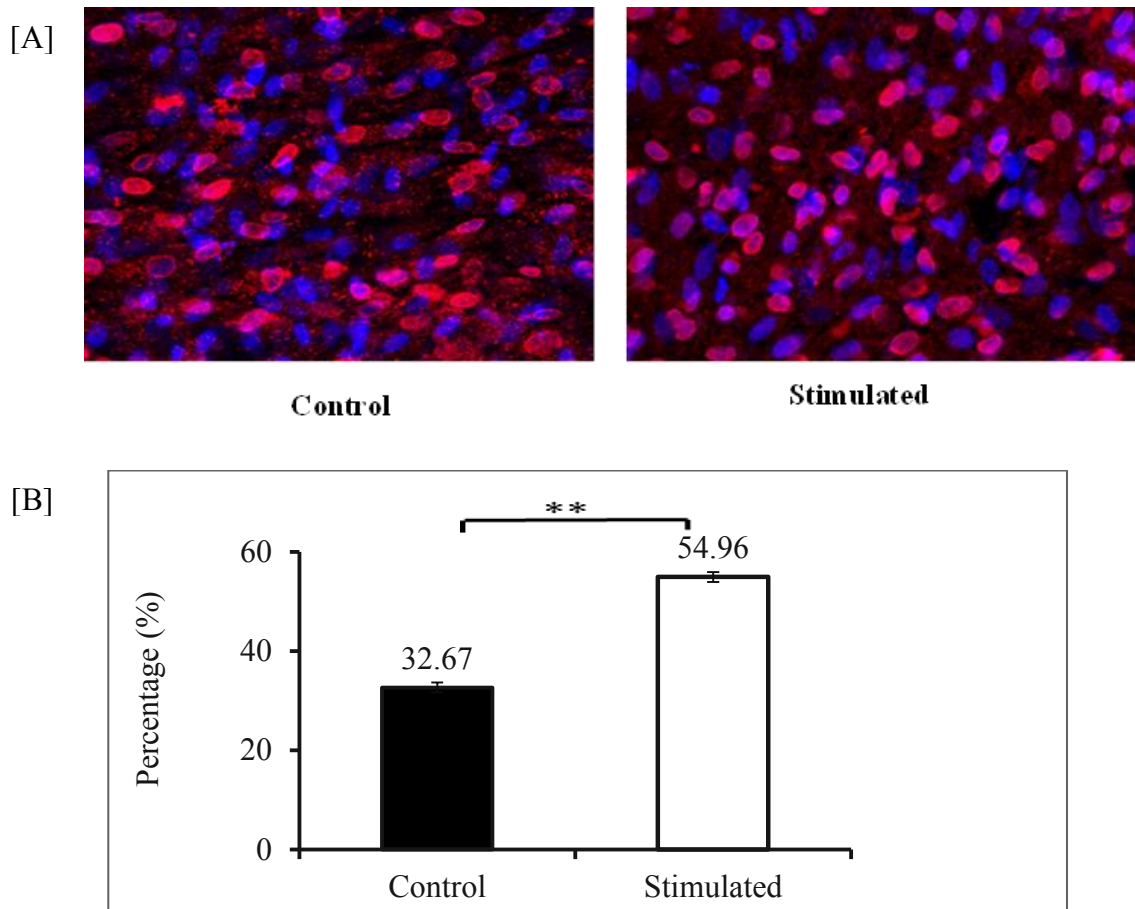 [A]
Control
Stimulated
[B]
**
54.96
32.67
Percentage (%)
60
40
20
0
Control
Stimulated